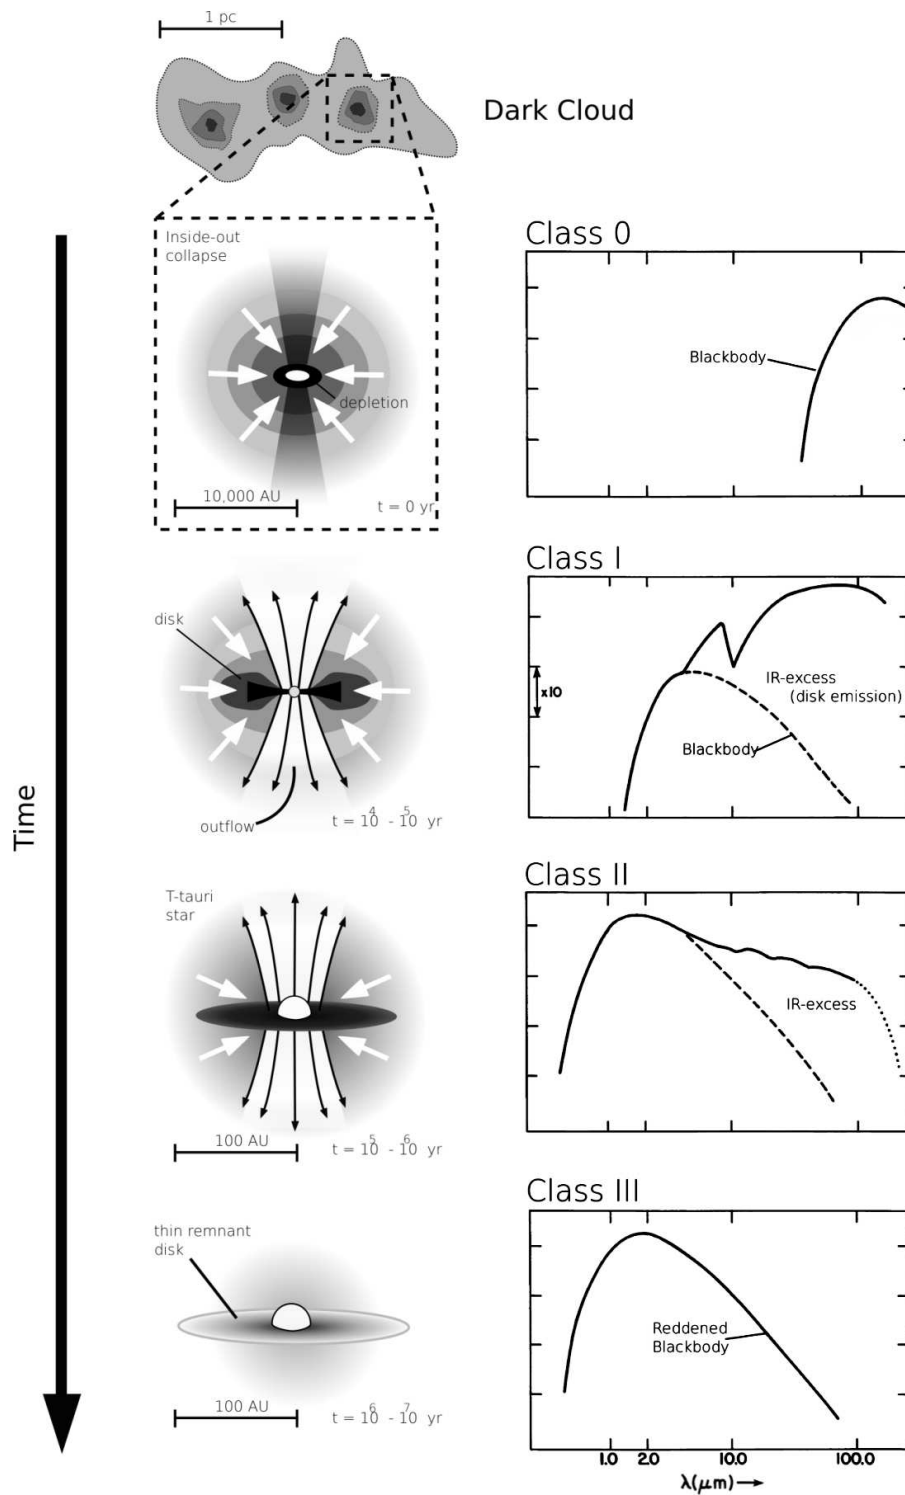 1 pc
Dark Cloud
Time
Inside-out
collapse
depletion
10,000 AU
t = 0 yr
Class 0
Blackbody
disk
outflow
t = 10⁴ - 10⁵ yr
Class I
x10
IR-excess
(disk emission)
Blackbody
T-tauri
star
100 AU
t = 10⁵ - 10⁶ yr
Class II
IR-excess
thin remnant
disk
100 AU
t = 10⁶ - 10⁷ yr
Class III
Reddened
Blackbody
1.0 2.0 10.0 100.0
λ(μm) →